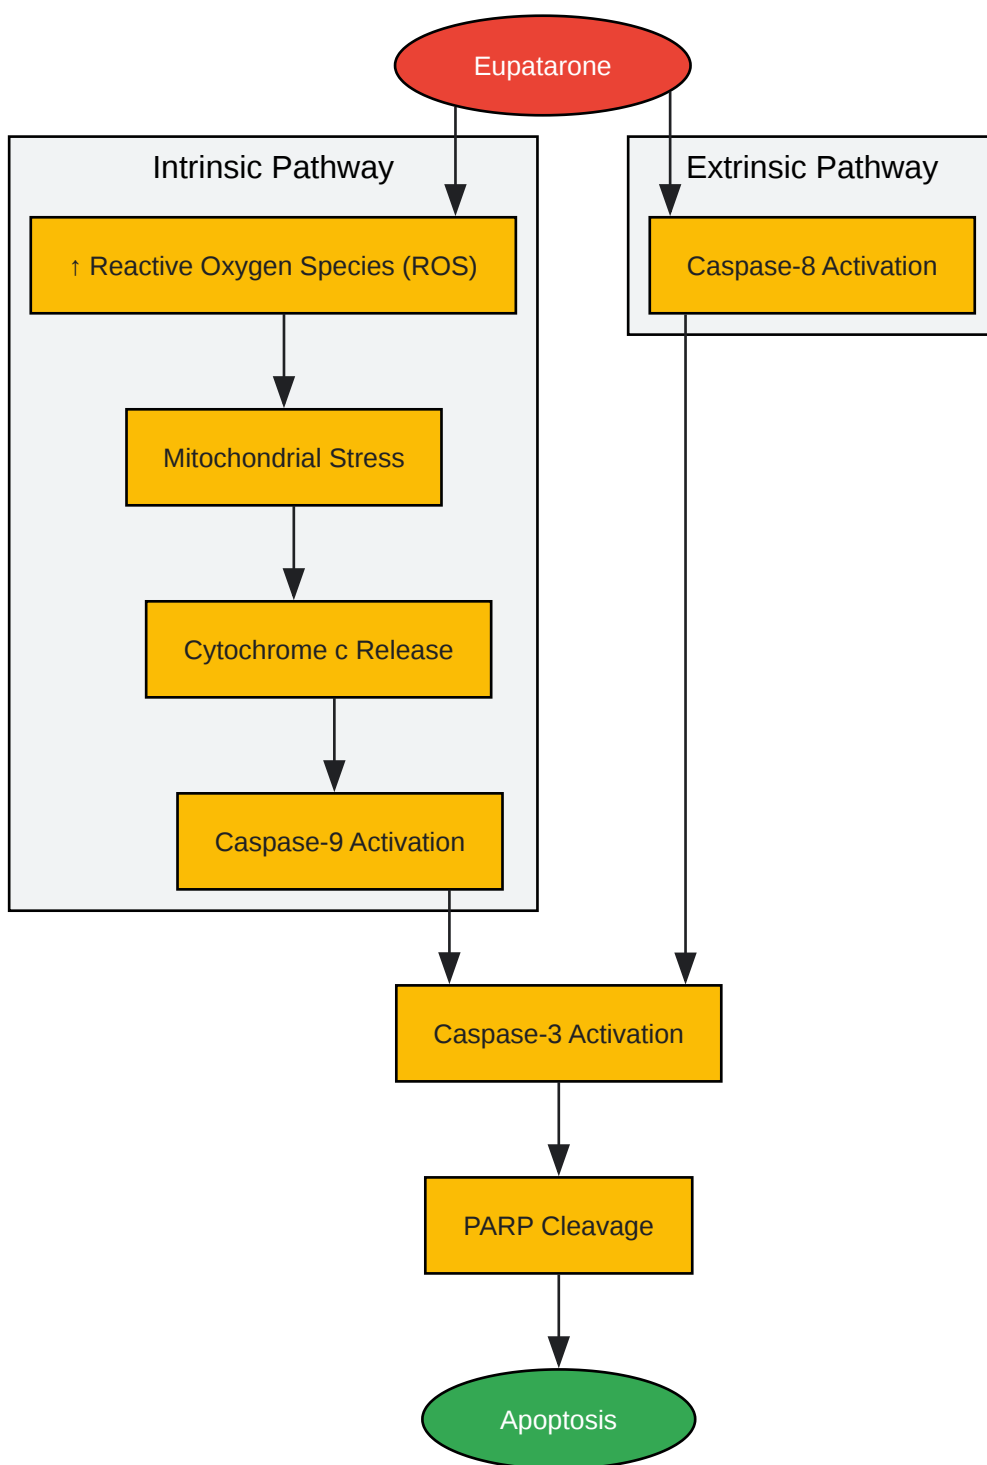 Eupatarone
Intrinsic Pathway
Extrinsic Pathway
↑ Reactive Oxygen Species (ROS)
Caspase-8 Activation
Mitochondrial Stress
Cytochrome c Release
Caspase-9 Activation
Caspase-3 Activation
PARP Cleavage
Apoptosis